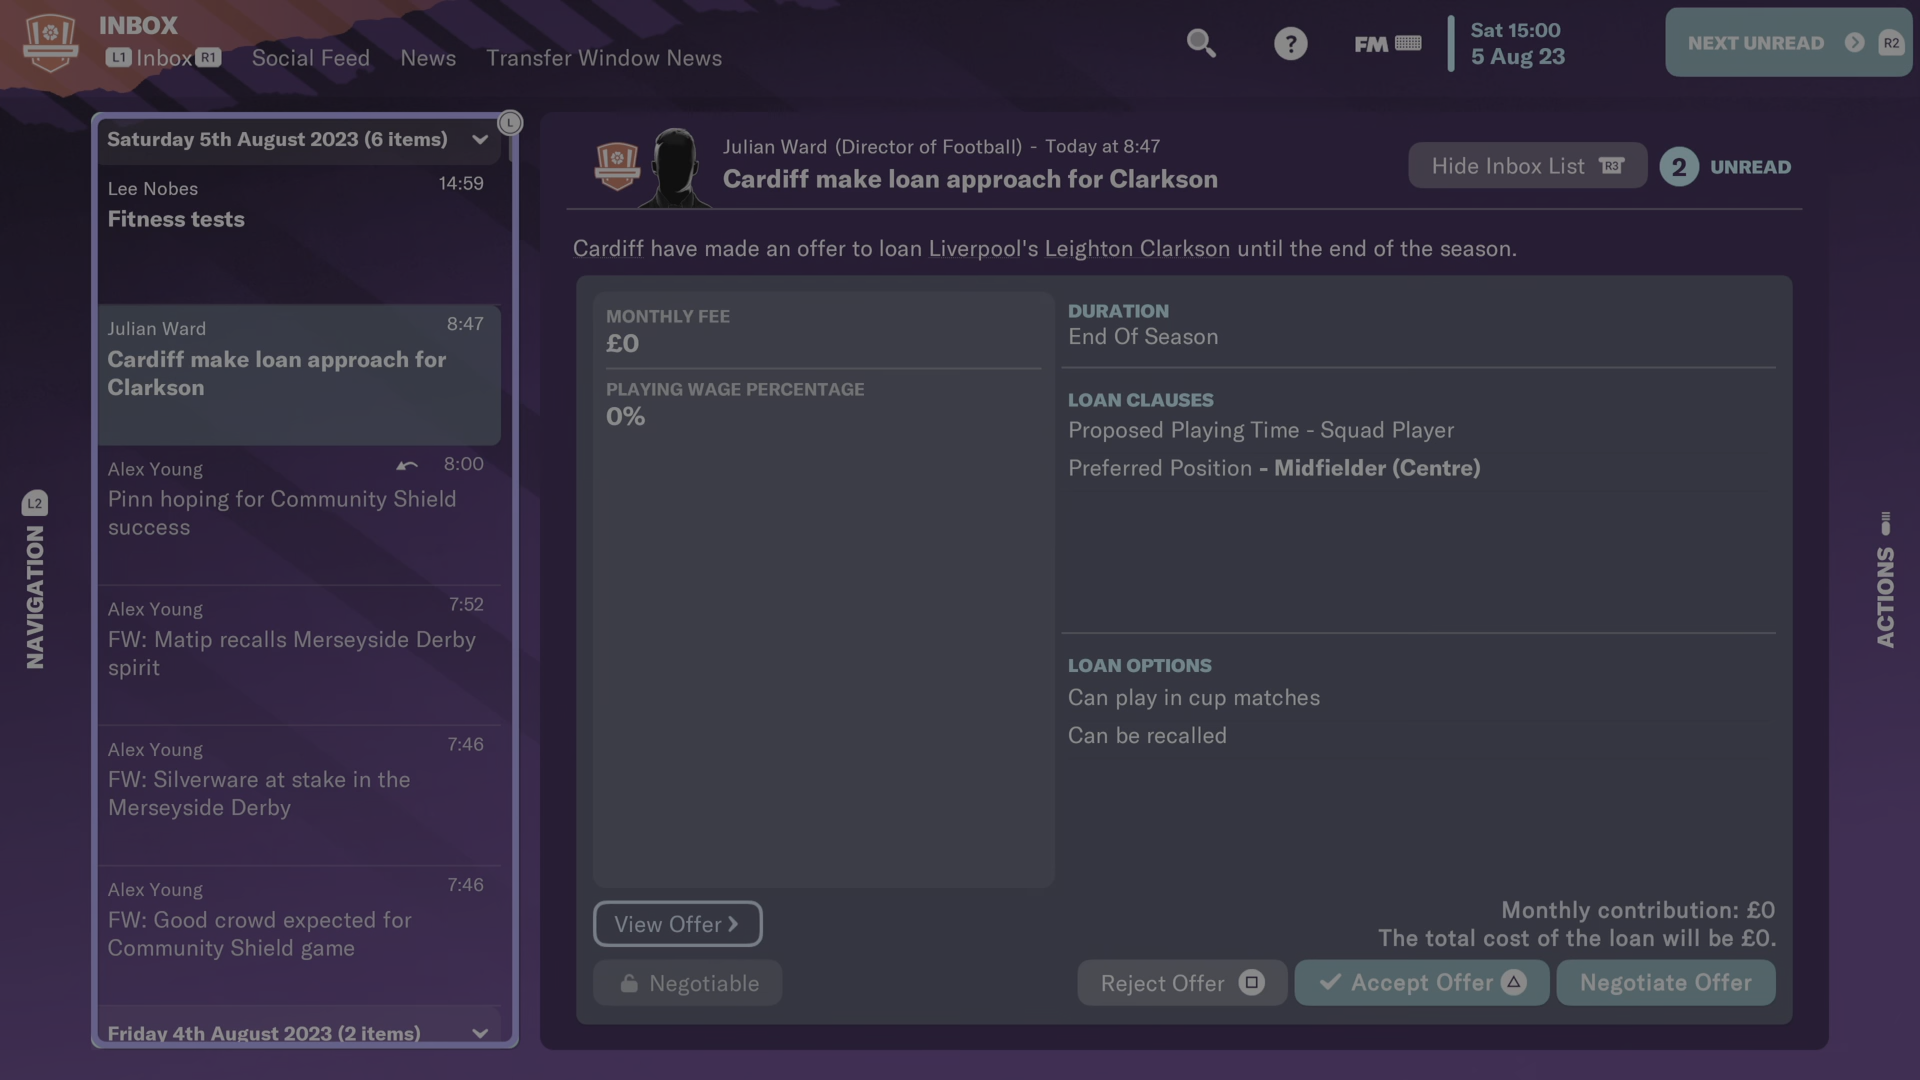 INBOX
L1 Inbox R1 Social Feed News Transfer Window News
?
FM
Sat 15:00
5 Aug 23
NEXT UNREAD R2
L
Saturday 5th August 2023 (6 items)
Lee Nobes 14:59
Fitness tests
Julian Ward 8:47
Cardiff make loan approach for
Clarkson
Alex Young 8:00
Pinn hoping for Community Shield
success
Alex Young 7:52
FW: Matip recalls Merseyside Derby
spirit
Alex Young 7:46
FW: Silverware at stake in the
Merseyside Derby
Alex Young 7:46
FW: Good crowd expected for
Community Shield game
Friday 4th August 2023 (2 items)
NAVIGATION L2
Julian Ward (Director of Football) - Today at 8:47
Cardiff make loan approach for Clarkson
Hide Inbox List R3
2 UNREAD
Cardiff have made an offer to loan Liverpool's Leighton Clarkson until the end of the season.
MONTHLY FEE
£0
PLAYING WAGE PERCENTAGE
0%
DURATION
End Of Season
LOAN CLAUSES
Proposed Playing Time - Squad Player
Preferred Position - Midfielder (Centre)
LOAN OPTIONS
Can play in cup matches
Can be recalled
Monthly contribution: £0
The total cost of the loan will be £0.
View Offer
Negotiable
Reject Offer
Accept Offer
Negotiate Offer
ACTIONS